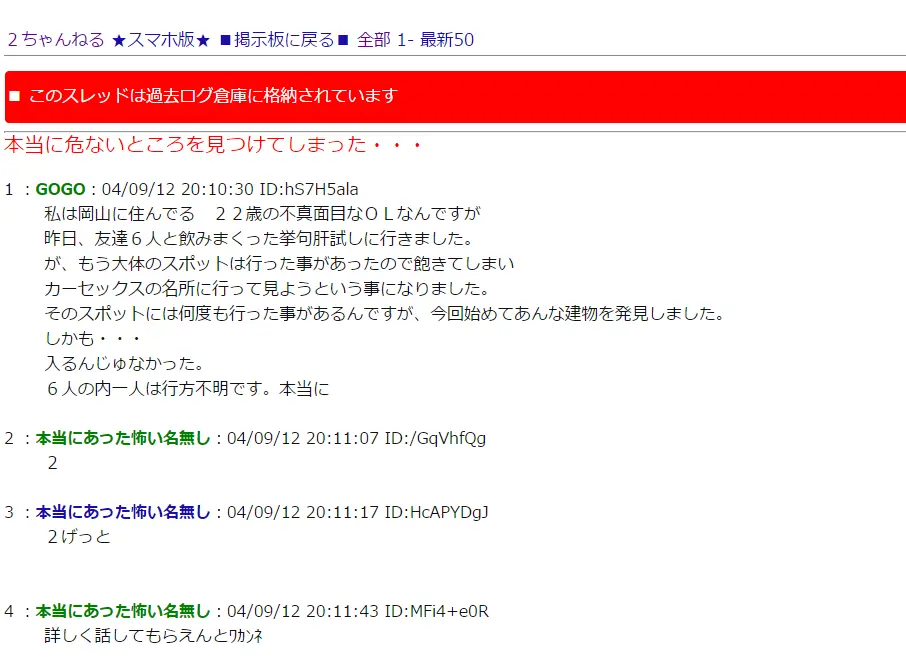 ２ちゃんねる ★スマホ版★ ■掲示板に戻る■ 全部 1- 最新50
■ このスレッドは過去ログ倉庫に格納されています
本当に危ないところを見つけてしまった・・・
1 ：GOGO：04/09/12 20:10:30 ID:hS7H5ala
私は岡山に住んでる　２２歳の不真面目なＯＬなんですが
昨日、友達６人と飲みまくった挙句肝試しに行きました。
が、もう大体のスポットは行った事があったので飽きてしまい
カーセックスの名所に行って見ようという事になりました。
そのスポットには何度も行った事があるんですが、今回始めてあんな建物を発見しました。
しかも・・・
入るんじゅなかった。
６人の内一人は行方不明です。本当に
2 ：本当にあった怖い名無し：04/09/12 20:11:07 ID:/GqVhfQg
２
3 ：本当にあった怖い名無し：04/09/12 20:11:17 ID:HcAPYDgJ
２げっと
4 ：本当にあった怖い名無し：04/09/12 20:11:43 ID:MFi4+e0R
詳しく話してもらえんとﾜｶﾝﾈ